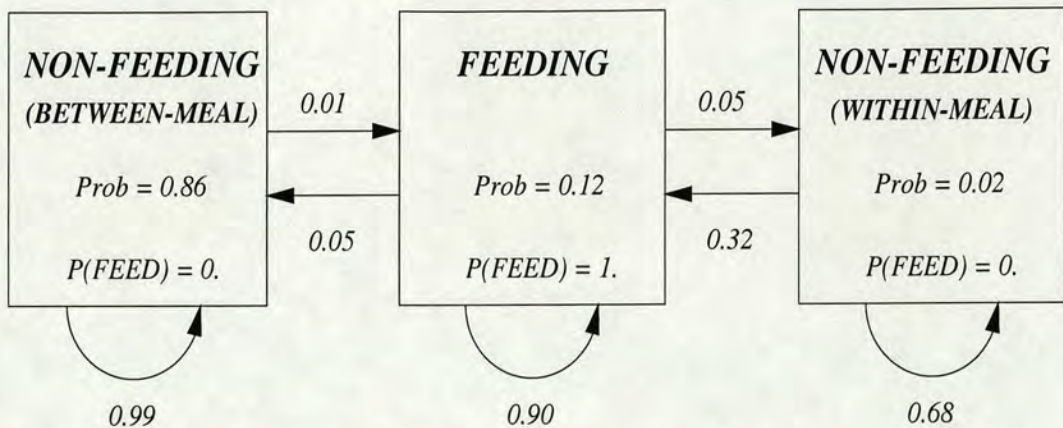 NON-FEEDING
(BETWEEN-MEAL)
Prob = 0.86
P(FEED) = 0.
0.99
0.01
0.05
FEEDING
Prob = 0.12
P(FEED) = 1.
0.90
0.05
0.32
NON-FEEDING
(WITHIN-MEAL)
Prob = 0.02
P(FEED) = 0.
0.68